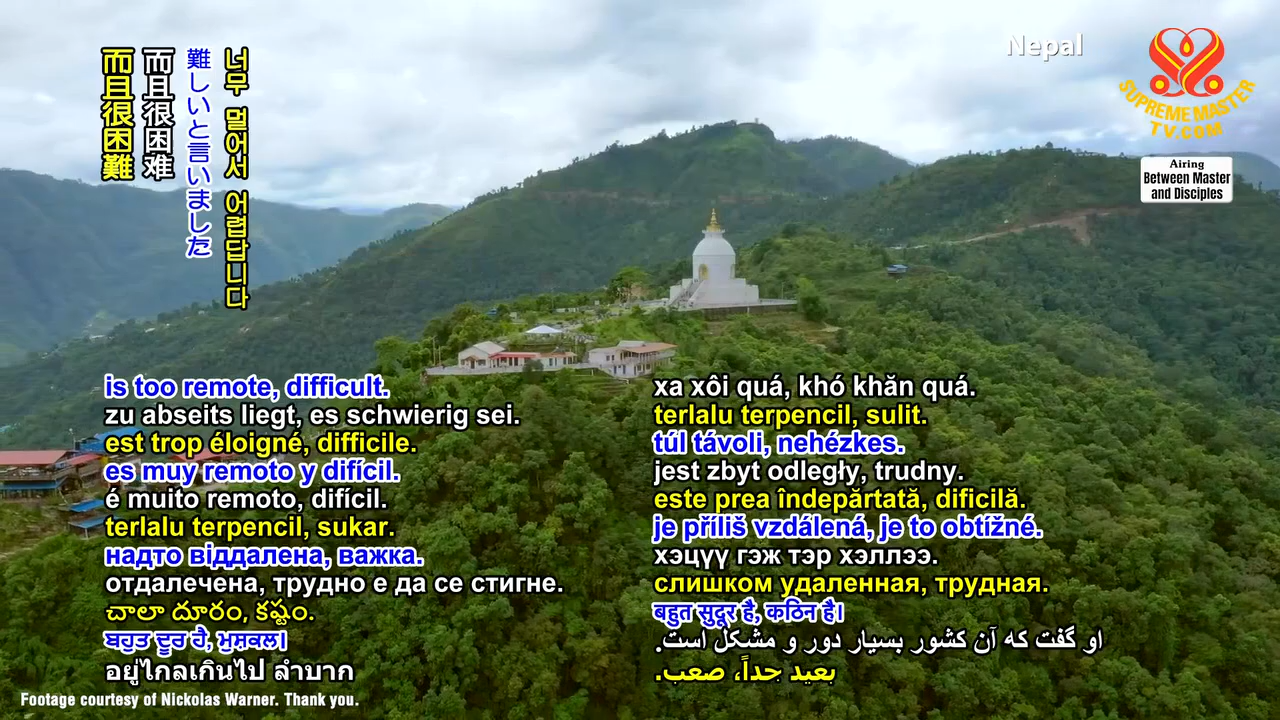 Nepal
SUPREME MASTER
TV.COM
Airing
Between Master
and Disciples
너무 멀어서 어렵답니다
難しいと言いました
而且很困难
而且很困難
is too remote, difficult.
zu abseits liegt, es schwierig sei.
est trop éloigné, difficile.
es muy remoto y difícil.
é muito remoto, difícil.
terlalu terpencil, sukar.
надто віддалена, важка.
отдалечена, трудно е да се стигне.
చాలా దూరం, కష్టం.
ਬਹੁਤ ਦੂਰ ਹੈ, ਮੁਸ਼ਕਲ।
อยู่ไกลเกินไป ลำบาก
xa xôi quá, khó khăn quá.
terlalu terpencil, sulit.
túl távoli, nehézkes.
jest zbyt odległy, trudny.
este prea îndepărtată, dificilă.
je příliš vzdálená, je to obtížné.
хэцүү гэж тэр хэллээ.
слишком удаленная, трудная.
बहुत सुदूर है, कठिन है।
او گفت که آن کشور بسیار دور و مشکل است.
بعيد جداً، صعب.
Footage courtesy of Nickolas Warner. Thank you.